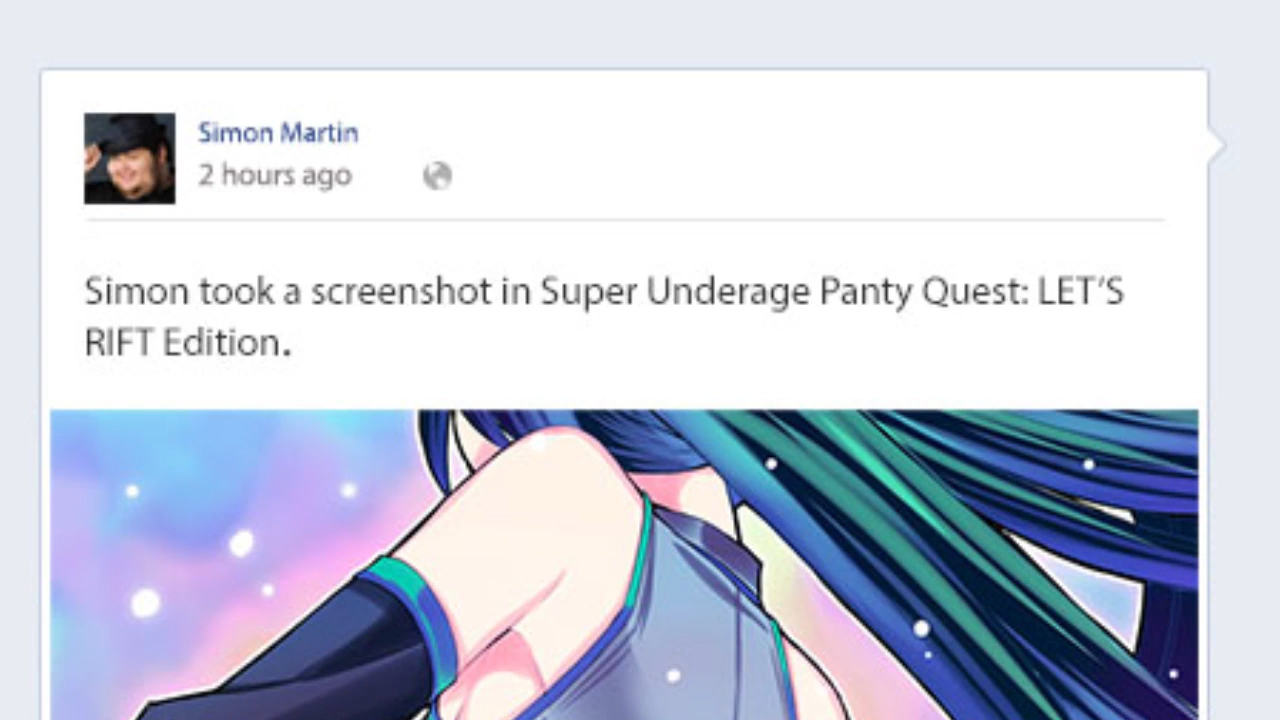 Simon Martin
2 hours ago
Simon took a screenshot in Super Underage Panty Quest: LET'S
RIFT Edition.